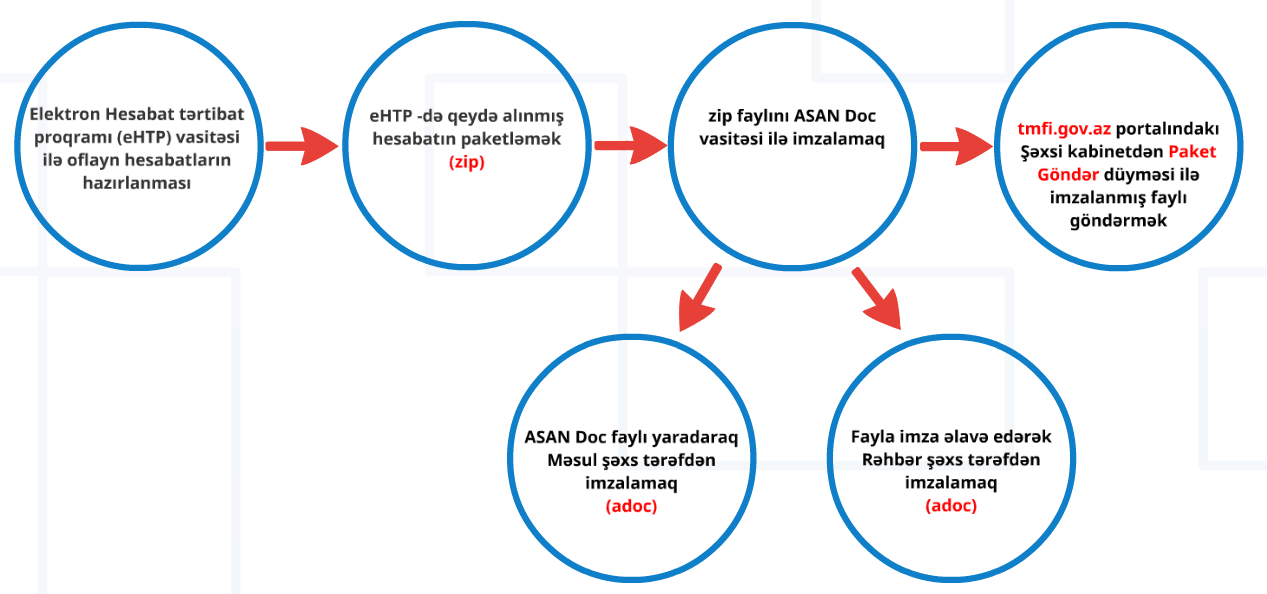 Elektron Hesabat tərtibat
proqramı (eHTP) vasitəsi
ilə oflayn hesabatların
hazırlanması
eHTP -də qeydə alınmış
hesabatın paketləmək
(zip)
zip faylını ASAN Doc
vasitəsi ilə imzalamaq
tmfi.gov.az portalındakı
Şəxsi kabinetdən Paket
Göndər düyməsi ilə
imzalanmış faylı
göndərmək
ASAN Doc faylı yaradaraq
Məsul şəxs tərəfdən
imzalamaq
(adoc)
Fayla imza əlavə edərək
Rəhbər şəxs tərəfdən
imzalamaq
(adoc)